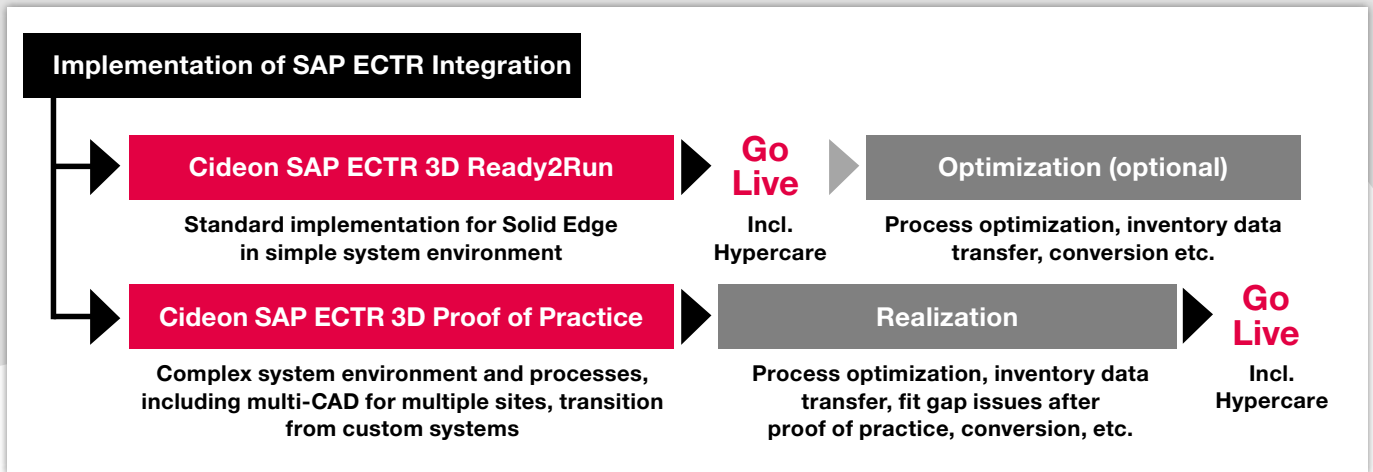 Implementation of SAP ECTR Integration
Cideon SAP ECTR 3D Ready2Run
Go
Live
Optimization (optional)
Standard implementation for Solid Edge
in simple system environment
Incl.
Hypercare
Process optimization, inventory data
transfer, conversion etc.
Cideon SAP ECTR 3D Proof of Practice
Realization
Go
Live
Complex system environment and processes,
including multi-CAD for multiple sites, transition
from custom systems
Process optimization, inventory data
transfer, fit gap issues after
proof of practice, conversion, etc.
Incl.
Hypercare